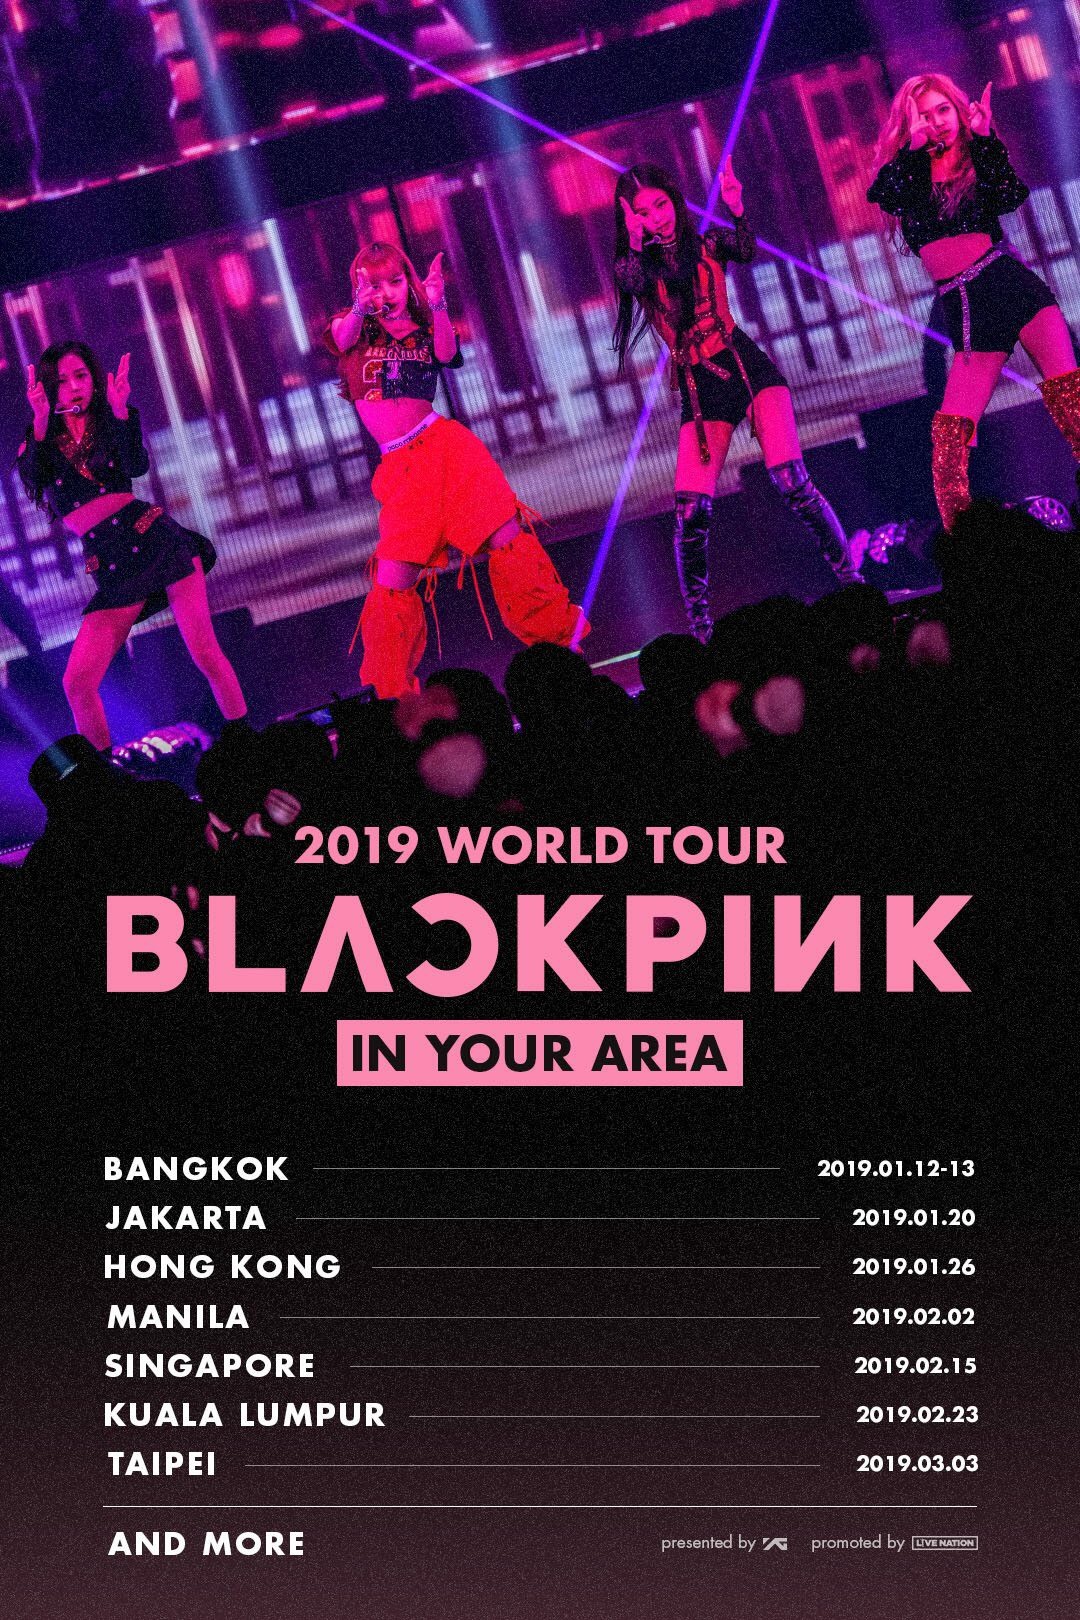 2019 WORLD TOUR
BLACKPINK
IN YOUR AREA
BANGKOK 2019.01.12-13
JAKARTA 2019.01.20
HONG KONG 2019.01.26
MANILA 2019.02.02
SINGAPORE 2019.02.15
KUALA LUMPUR 2019.02.23
TAIPEI 2019.03.03
AND MORE presented by YG promoted by LIVE NATION